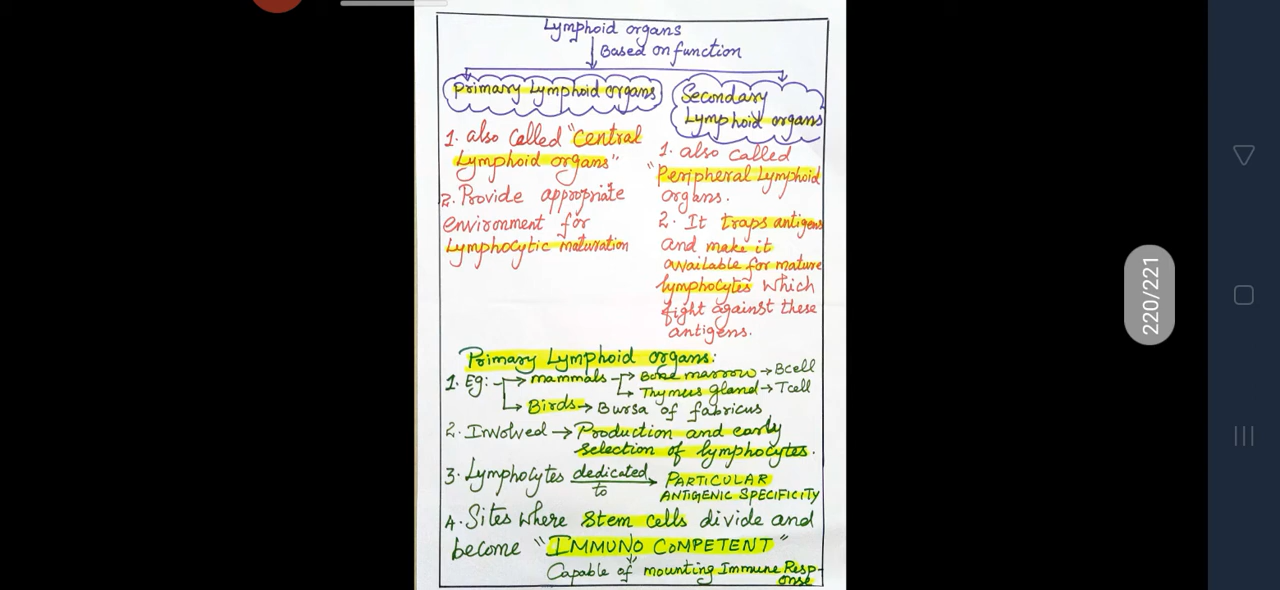 Lymphoid organs
Based on function
Primary Lymphoid organs
1. also called "Central
Lymphoid organs"
2. Provide appropriate
environment for
Lymphocytic maturation
Secondary
Lymphoid organs
1. also called
"Peripheral Lymphoid
organs.
2. It traps antigens
and make it
available for mature
lymphocytes which
fight against these
antigens.
Primary Lymphoid organs:
1. Eg: → mammals → Bone marrow → Bcell
→ Thymus gland → Tcell
→ Birds → Bursa of fabricus
2. Involved → Production and early
selection of lymphocytes.
3. Lymphocytes dedicated to → PARTICULAR
ANTIGENIC SPECIFICITY
4. Sites where stem cells divide and
become "IMMUNO COMPETENT"
Capable of mounting Immune Resp-
onse
220/221